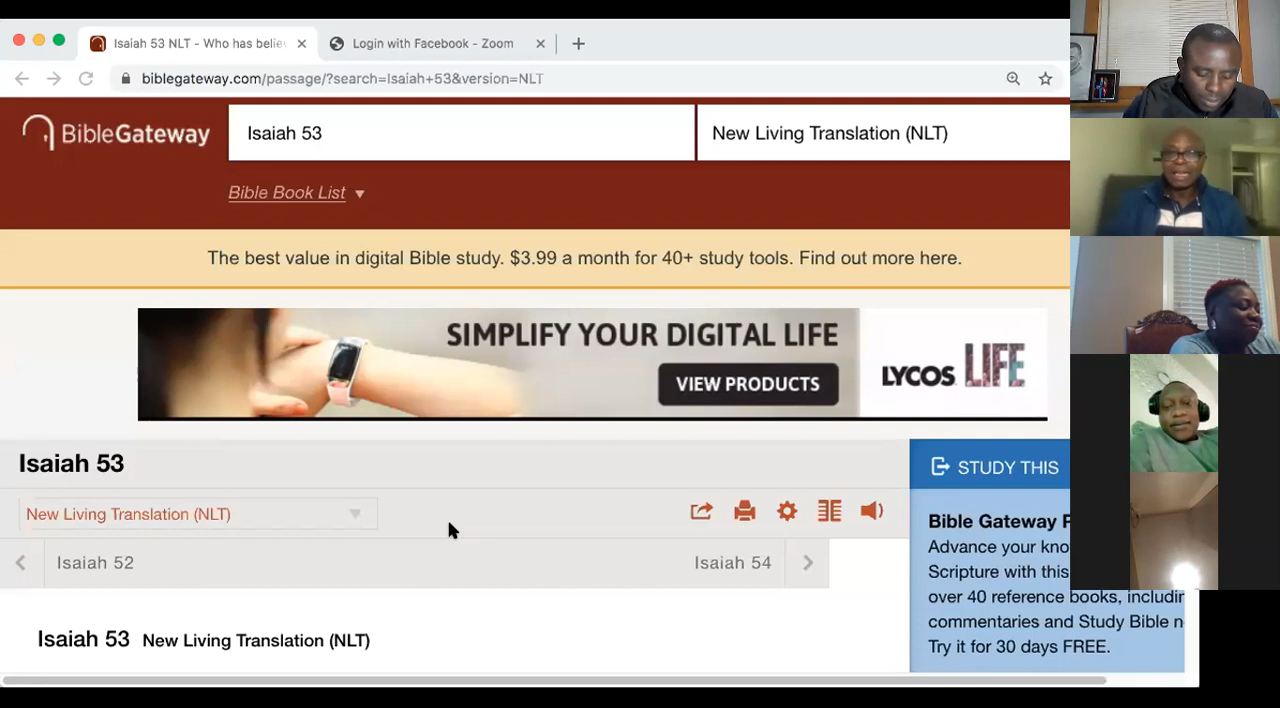 Isaiah 53 NLT - Who has belie
Login with Facebook - Zoom
biblegateway.com/passage/?search=Isaiah+53&version=NLT
BibleGateway
Isaiah 53
New Living Translation (NLT)
Bible Book List
The best value in digital Bible study. $3.99 a month for 40+ study tools. Find out more here.
SIMPLIFY YOUR DIGITAL LIFE
VIEW PRODUCTS
LYCOS LIFE
Isaiah 53
STUDY THIS
New Living Translation (NLT)
Isaiah 52
Isaiah 54
Bible Gateway P
Advance your kno
Scripture with this
over 40 reference books, includin
commentaries and Study Bible n
Try it for 30 days FREE.
Isaiah 53 New Living Translation (NLT)